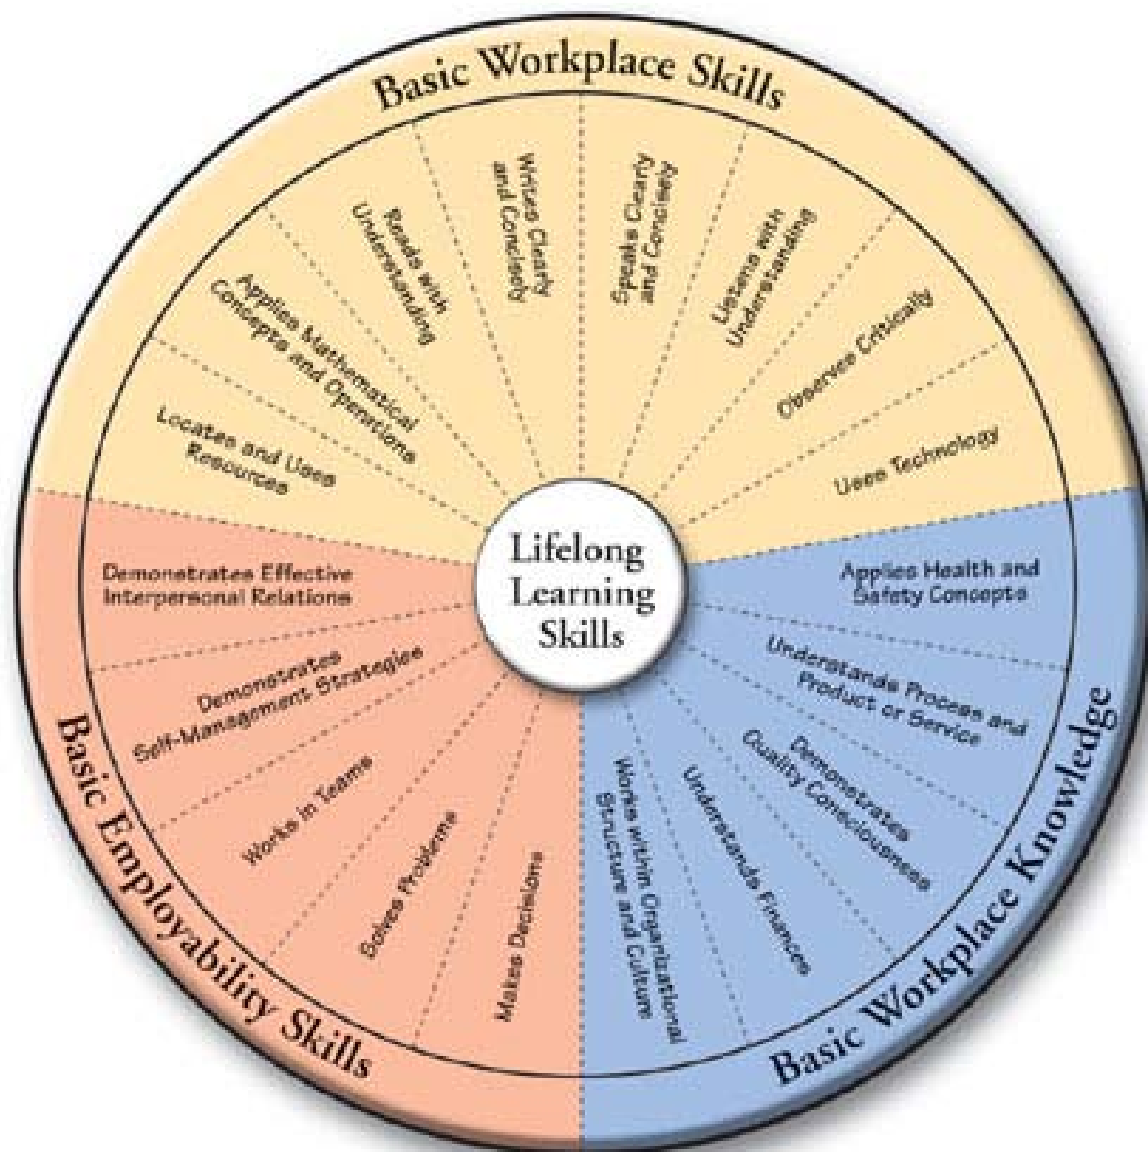 Basic Workplace Skills
Locates and Uses
Resources
Applies Mathematical
Concepts and Operations
Reads with
Understanding
Writes Clearly
and Concisely
Speaks Clearly
and Concisely
Listens with
Understanding
Observes Critically
Uses Technology
Lifelong
Learning
Skills
Applies Health and
Safety Concepts
Understands Process and
Product or Service
Demonstrates
Quality Consciousness
Understands Finances
Works within Organizational
Structure and Culture
Basic Workplace Knowledge
Demonstrates Effective
Interpersonal Relations
Demonstrates
Self-Management Strategies
Works in Teams
Solves Problems
Makes Decisions
Basic Employability Skills